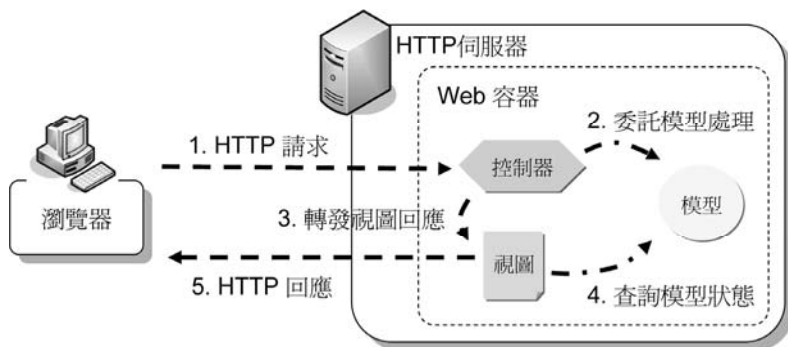 HTTP伺服器
Web 容器
2. 委託模型處理
1. HTTP 請求
控制器
模型
瀏覽器
3. 轉發視圖回應
視圖
5. HTTP 回應
4. 查詢模型狀態